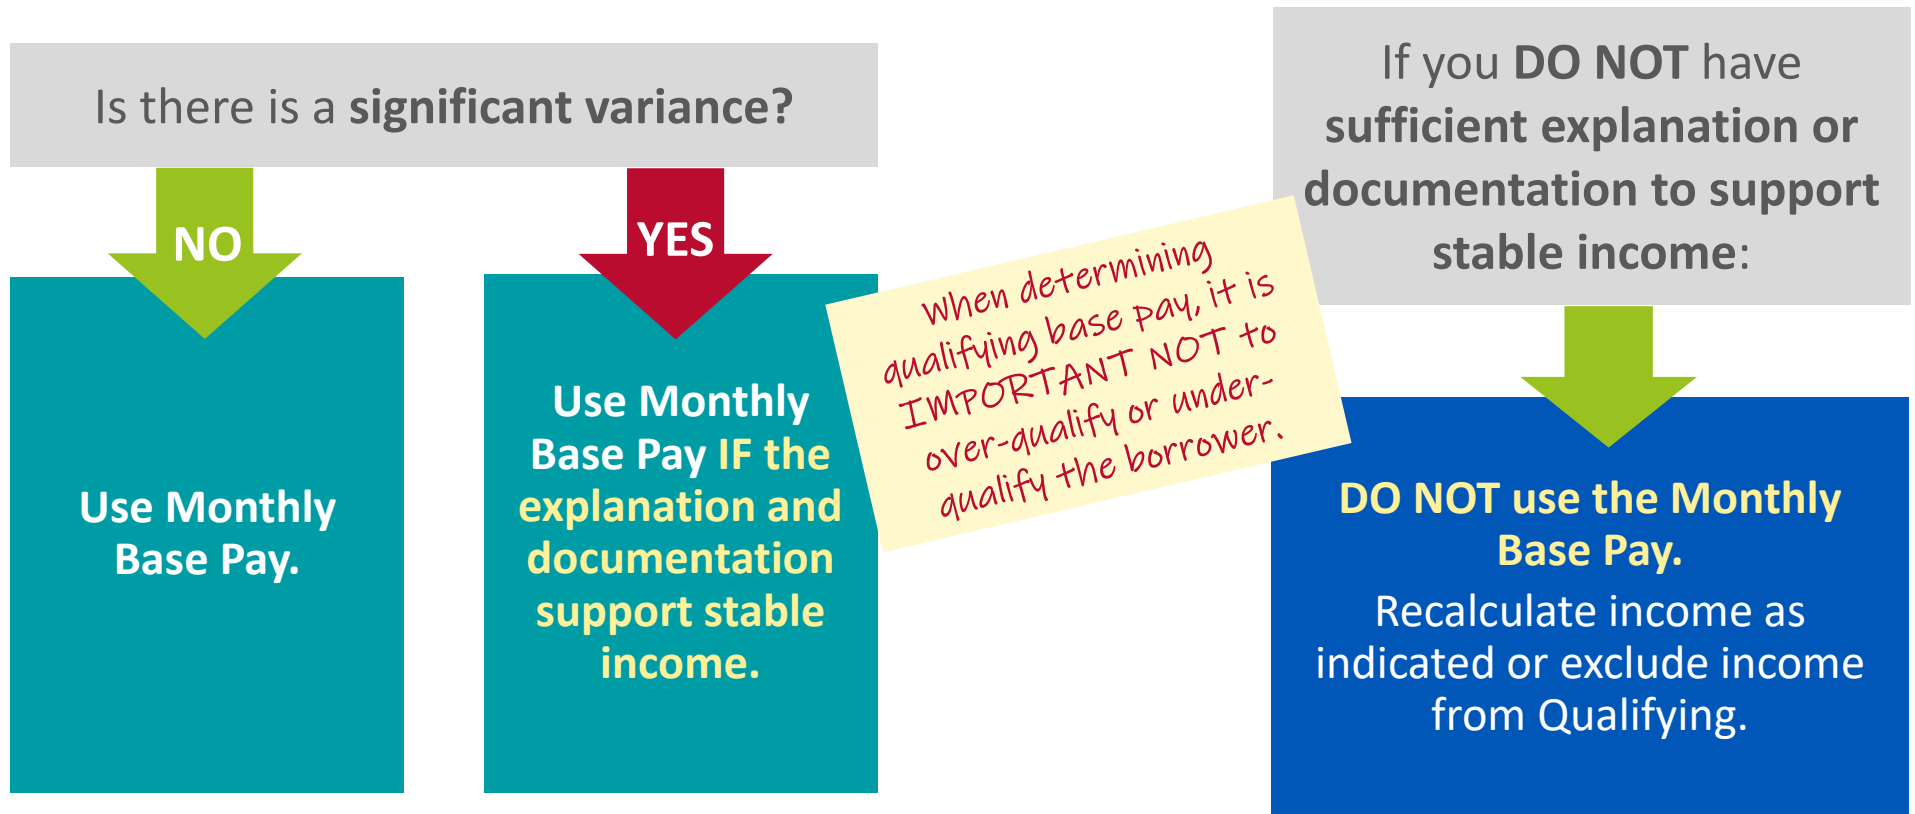 Is there is a significant variance?
NO
Use Monthly
Base Pay.
YES
Use Monthly
Base Pay IF the
explanation and
documentation
support stable
income.
When determining
qualifying base pay, it is
IMPORTANT NOT to
over-qualify or under-
qualify the borrower.
If you DO NOT have
sufficient explanation or
documentation to support
stable income:
DO NOT use the Monthly
Base Pay.
Recalculate income as
indicated or exclude income
from Qualifying.